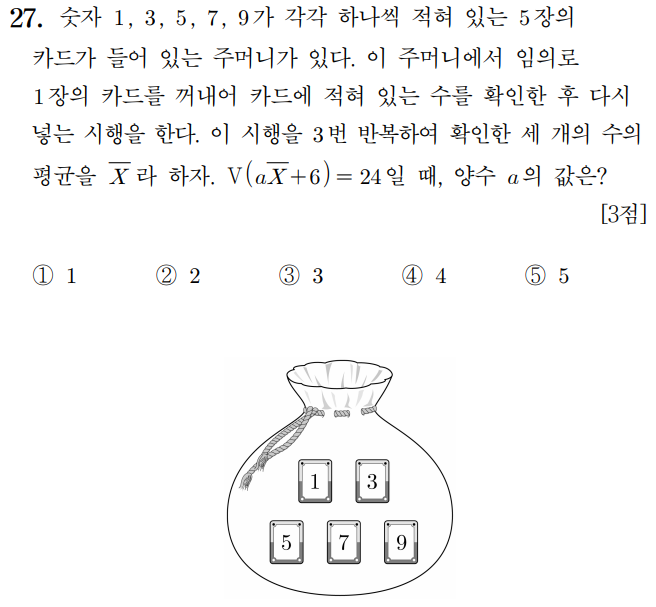 27. 숫자 1, 3, 5, 7, 9가 각각 하나씩 적혀 있는 5장의
카드가 들어 있는 주머니가 있다. 이 주머니에서 임의로
1장의 카드를 꺼내어 카드에 적혀 있는 수를 확인한 후 다시
넣는 시행을 한다. 이 시행을 3번 반복하여 확인한 세 개의 수의
평균을 X̄라 하자. V(aX̄+6)=24일 때, 양수 a의 값은?
[3점]
① 1 ② 2 ③ 3 ④ 4 ⑤ 5
1 3
5 7 9